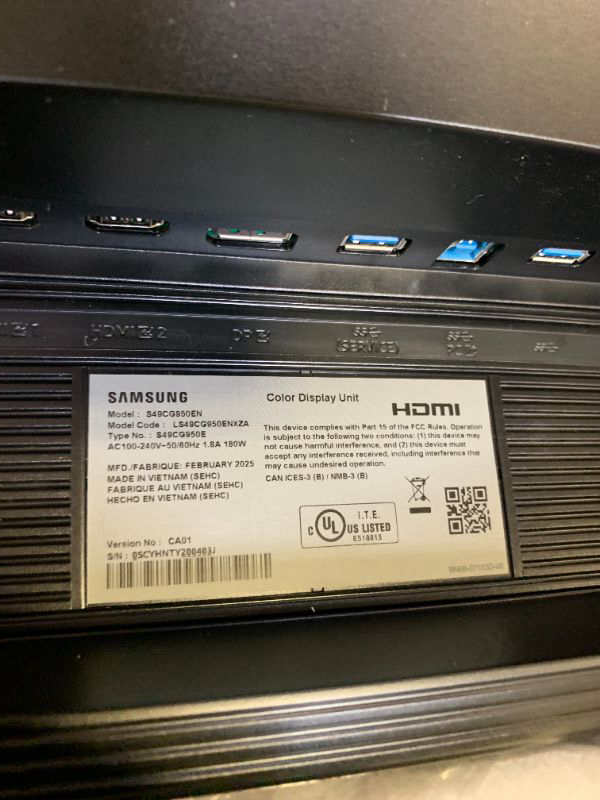 HDMI 2
DP
(SERVICE)
PC
SAMSUNG
Model : S49CG950EN
Model Code : LS49CG950ENXZA
Type No. : S49CG950E
AC100-240V~50/60Hz 1.8A 180W
MFD./FABRIQUE: FEBRUARY 2025
MADE IN VIETNAM (SEHC)
FABRIQUE AU VIETNAM (SEHC)
HECHO EN VIETNAM (SEHC)
Version No : CA01
S/N : 0SCYHNTY200403J
Color Display Unit
HDMI
This device complies with Part 15 of the FCC Rules. Operation
is subject to the following two conditions: (1) this device may
not cause harmful interference, and (2) this device must
accept any interference received, including interference that
may cause undesired operation.
CAN ICES-3 (B) / NMB-3 (B)
C UL US LISTED
I.T.E.
E518815